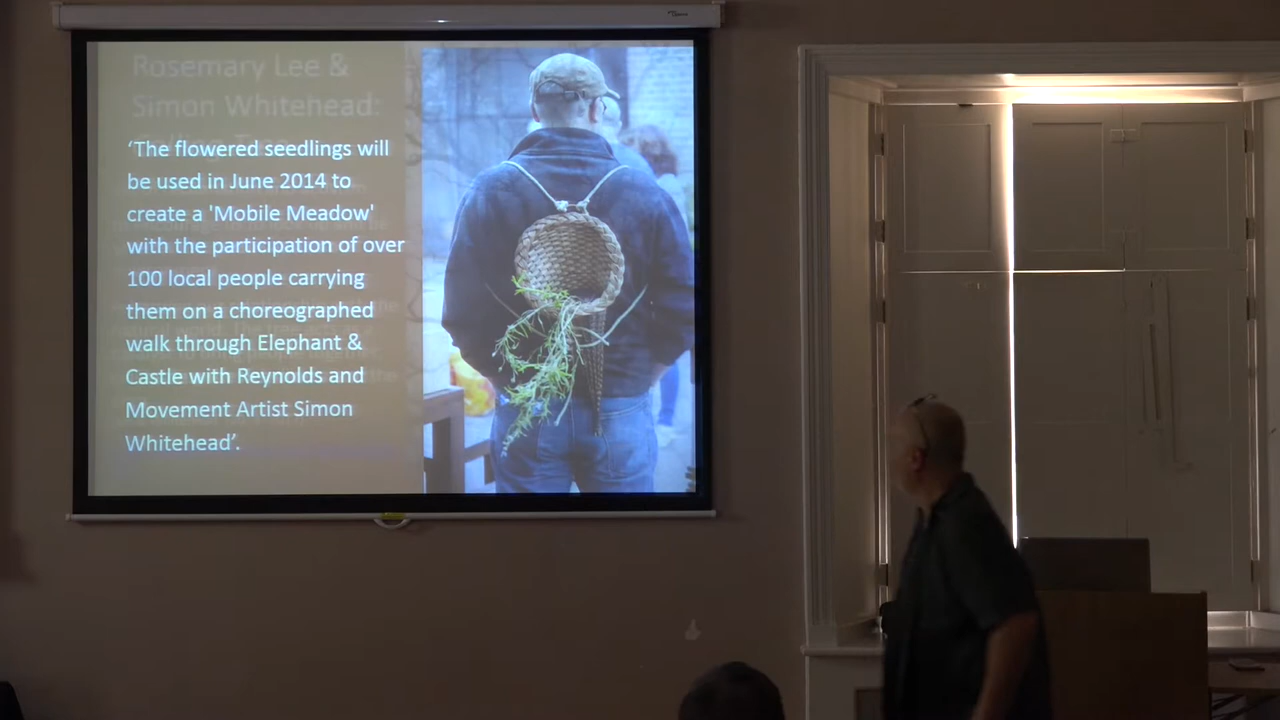 Rosemary Lee &
Simon Whitehead:
‘The flowered seedlings will
be used in June 2014 to
create a 'Mobile Meadow'
with the participation of over
100 local people carrying
them on a choreographed
walk through Elephant &
Castle with Reynolds and
Movement Artist Simon
Whitehead’.